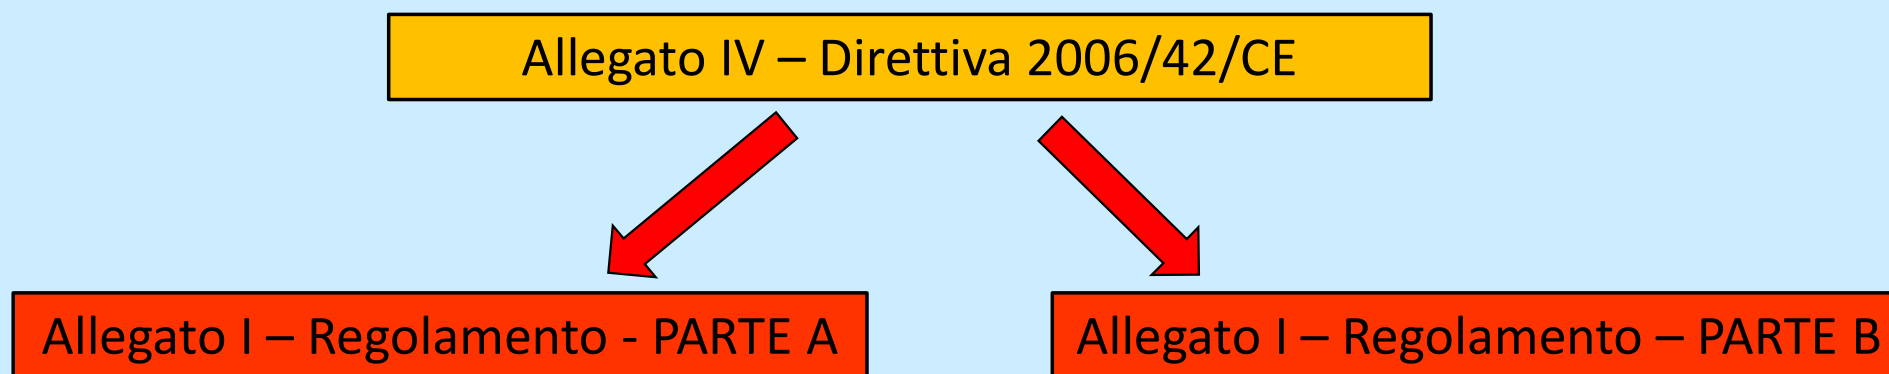 Allegato IV – Direttiva 2006/42/CE
Allegato I – Regolamento - PARTE A
Allegato I – Regolamento – PARTE B